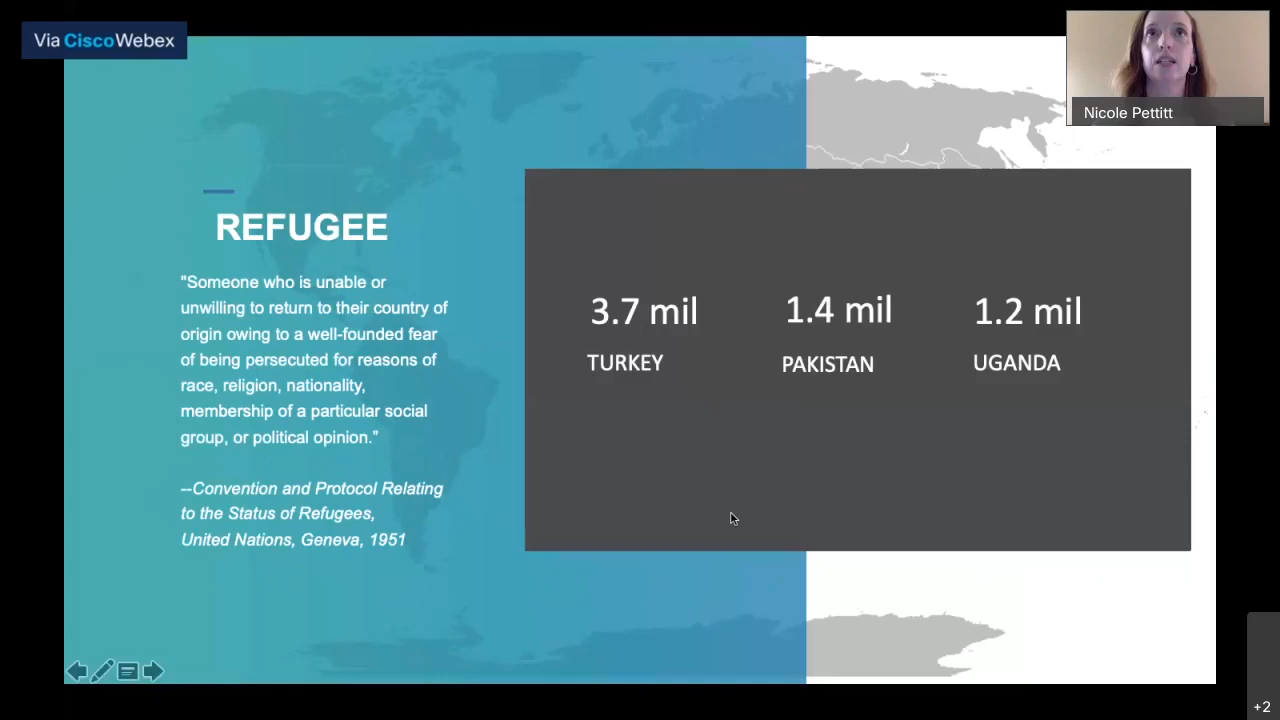 Via Cisco Webex
Nicole Pettitt
REFUGEE
"Someone who is unable or
unwilling to return to their country of
origin owing to a well-founded fear
of being persecuted for reasons of
race, religion, nationality,
membership of a particular social
group, or political opinion."
--Convention and Protocol Relating
to the Status of Refugees,
United Nations, Geneva, 1951
3.7 mil
TURKEY
1.4 mil
PAKISTAN
1.2 mil
UGANDA
+2